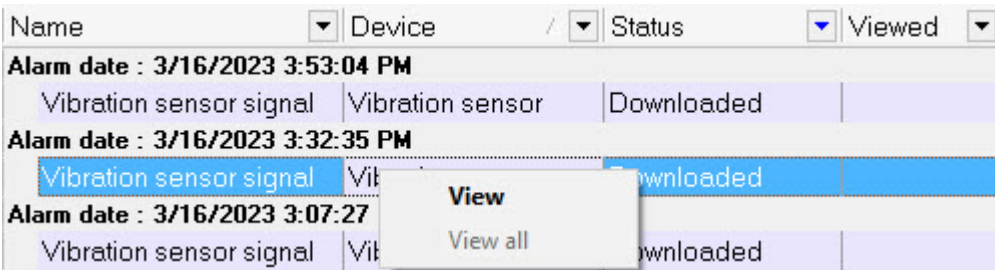 Name Device Status Viewed
Alarm date : 3/16/2023 3:53:04 PM
Vibration sensor signal Vibration sensor Downloaded
Alarm date : 3/16/2023 3:32:35 PM
Vibration sensor signal
View
Alarm date : 3/16/2023 3:07:27
View all
Vibration sensor signal